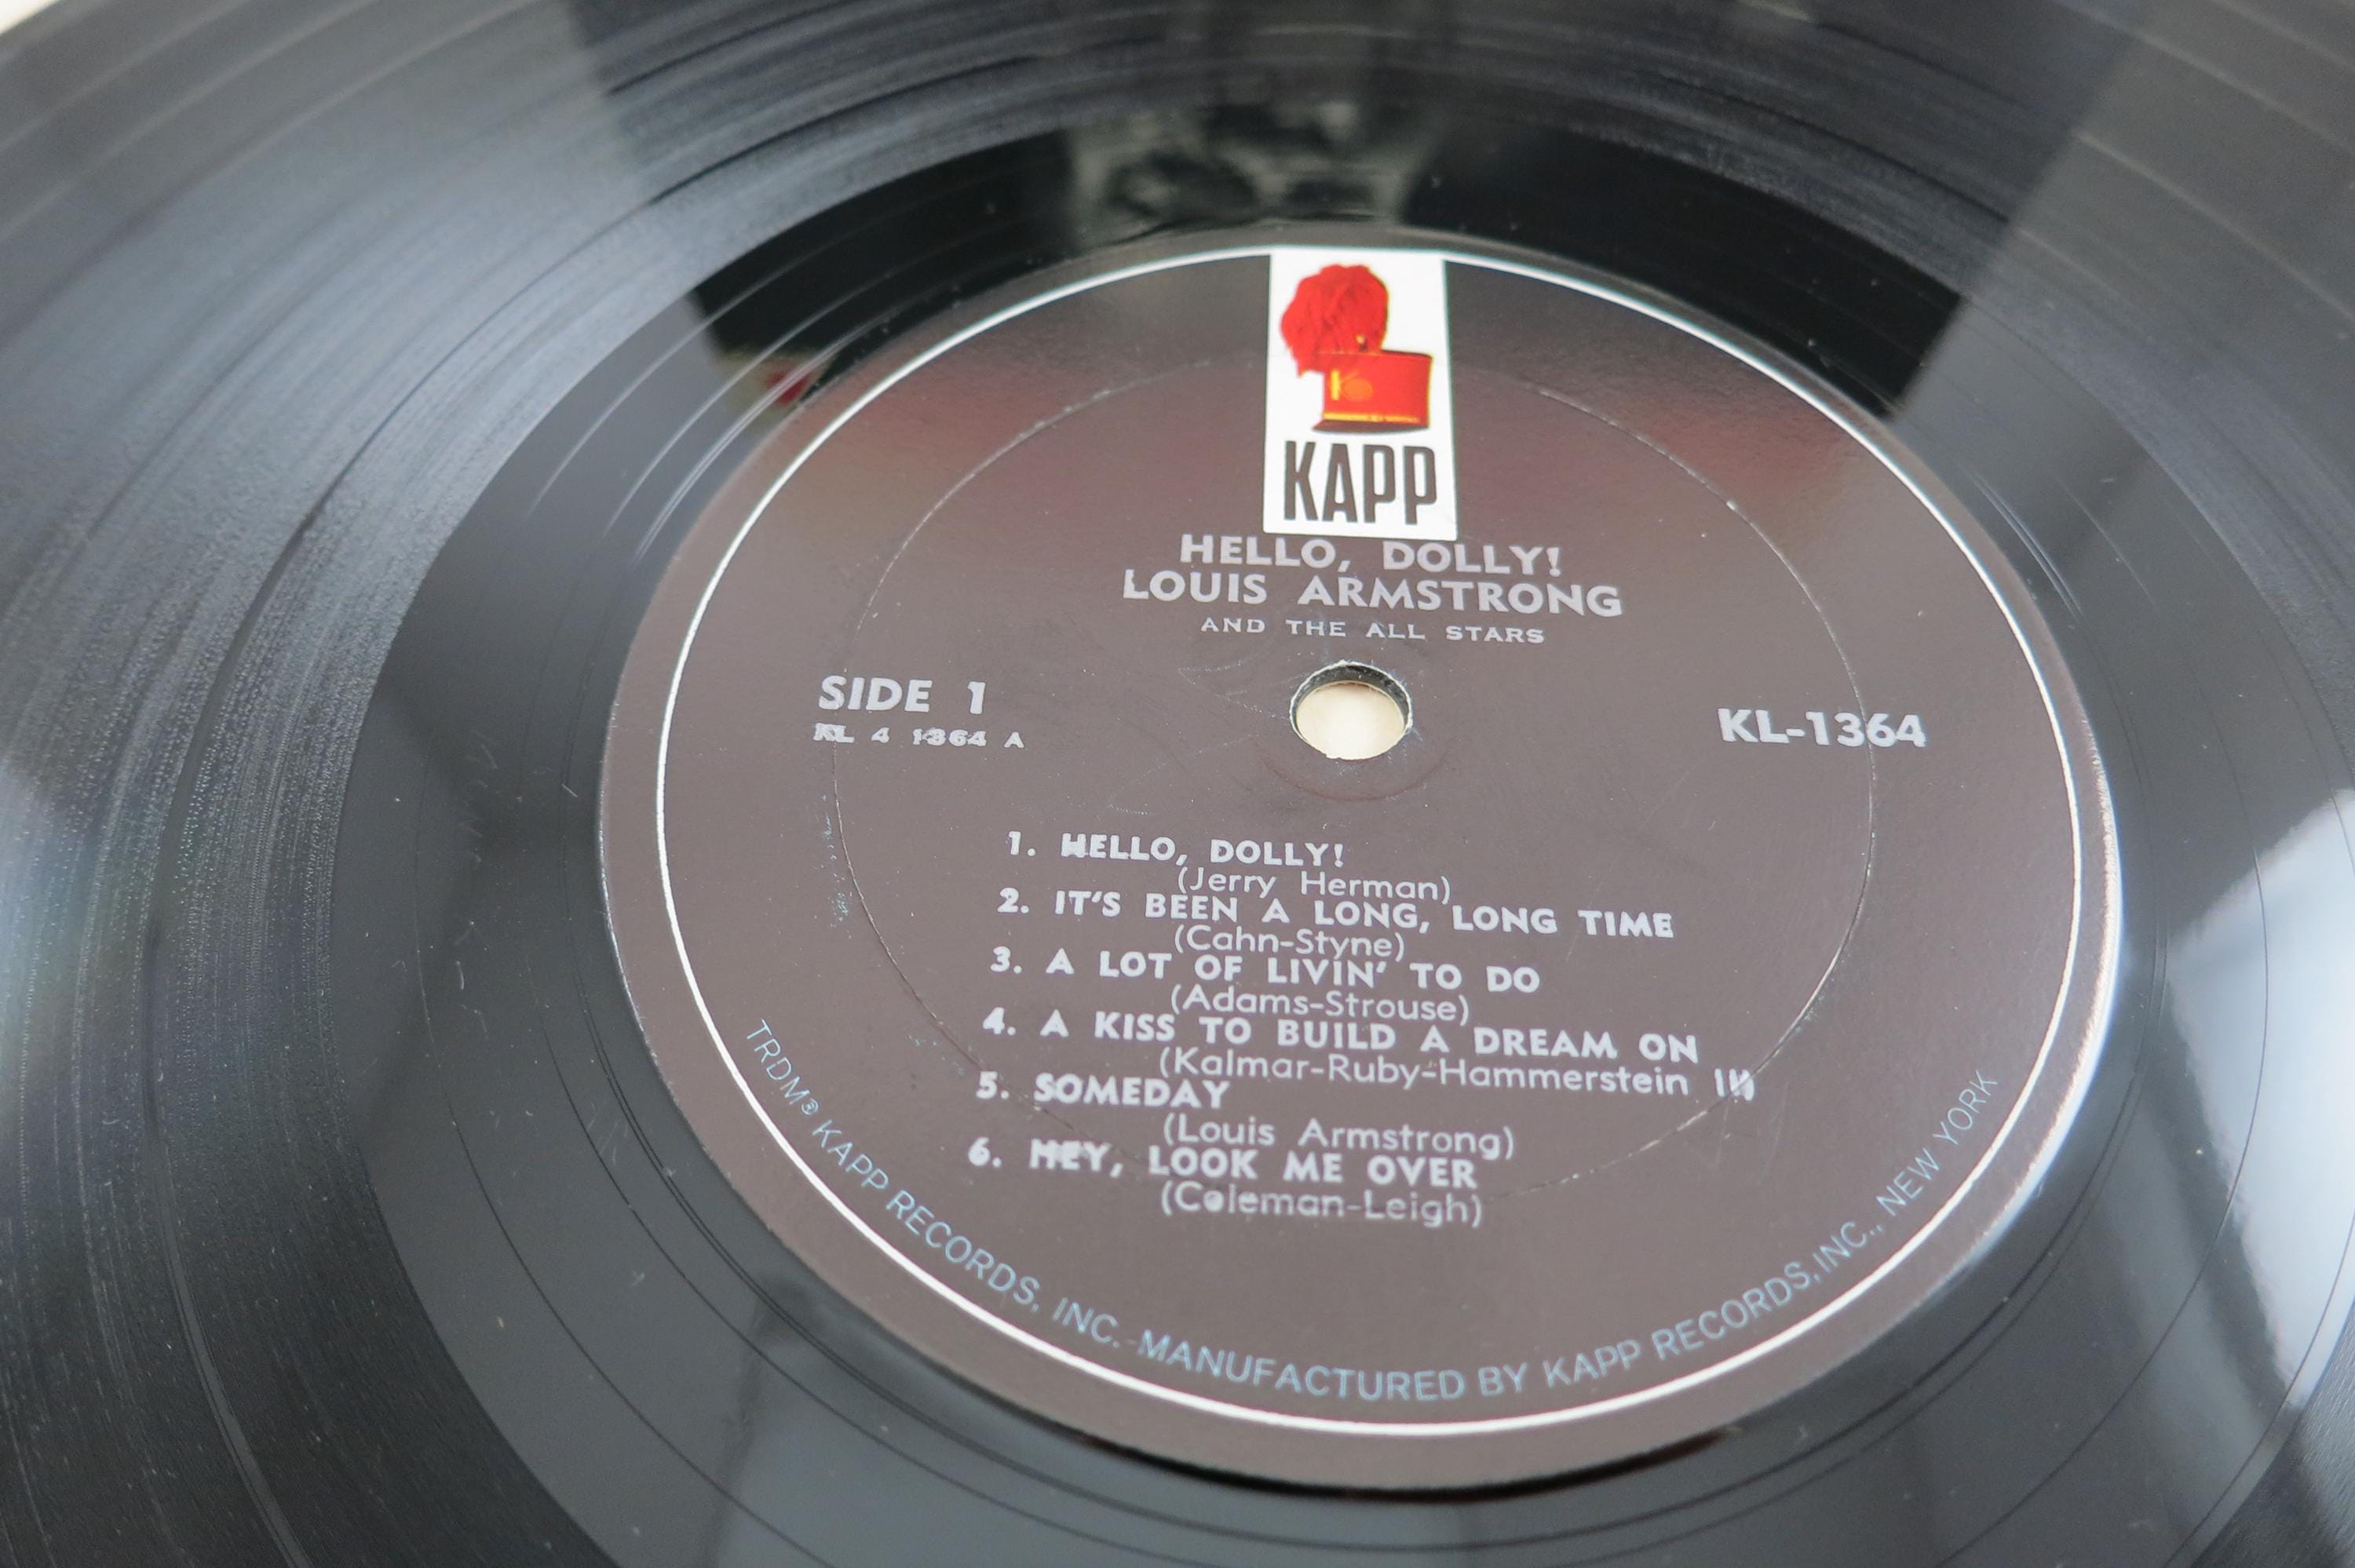 KAPP
HELLO, DOLLY!
LOUIS ARMSTRONG
AND THE ALL STARS
SIDE 1
KL 4 1364 A
KL-1364
1. HELLO, DOLLY!
(Jerry Herman)
2. IT'S BEEN A LONG, LONG TIME
(Cahn-Styne)
3. A LOT OF LIVIN' TO DO
(Adams-Strouse)
4. A KISS TO BUILD A DREAM ON
(Kalmar-Ruby-Hammerstein II)
5. SOMEDAY
(Louis Armstrong)
6. HEY, LOOK ME OVER
(Coleman-Leigh)
TRDM® KAPP RECORDS, INC.-MANUFACTURED BY KAPP RECORDS, INC., NEW YORK